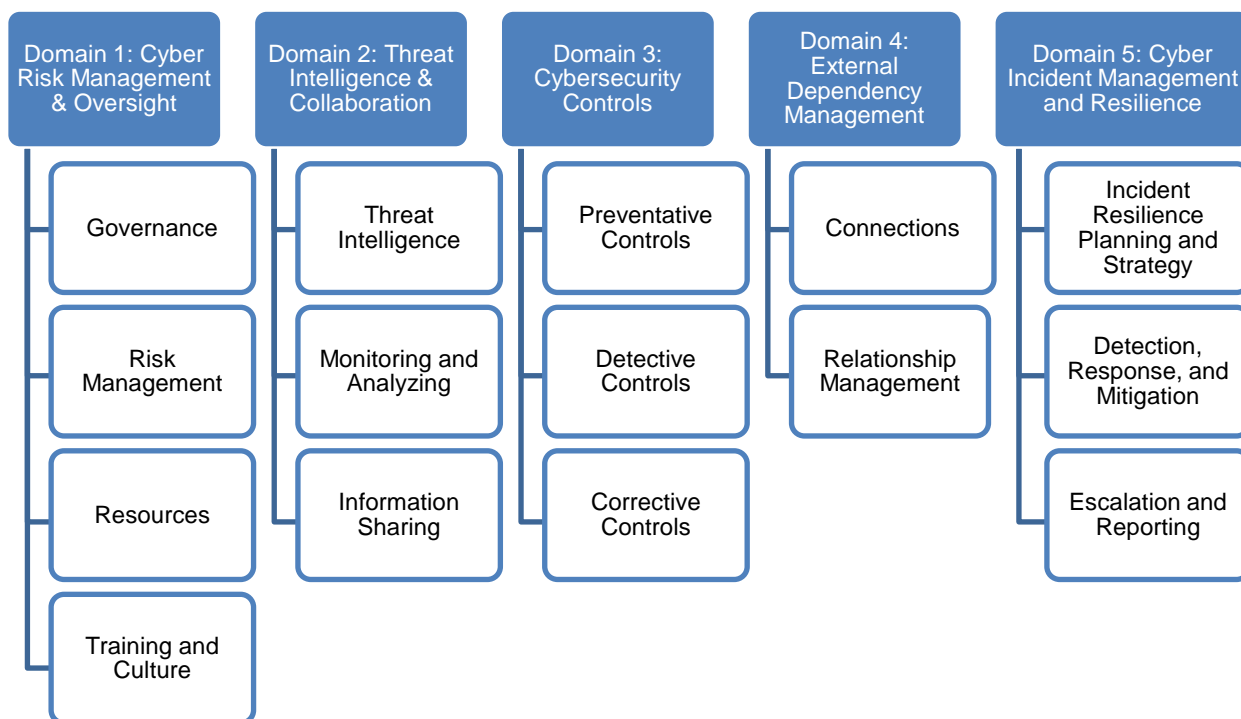 Domain 1: Cyber
Risk Management
& Oversight
Governance
Risk
Management
Resources
Training and
Culture
Domain 2: Threat
Intelligence &
Collaboration
Threat
Intelligence
Monitoring and
Analyzing
Information
Sharing
Domain 3:
Cybersecurity
Controls
Preventative
Controls
Detective
Controls
Corrective
Controls
Domain 4:
External
Dependency
Management
Connections
Relationship
Management
Domain 5: Cyber
Incident Management
and Resilience
Incident
Resilience
Planning and
Strategy
Detection,
Response, and
Mitigation
Escalation and
Reporting